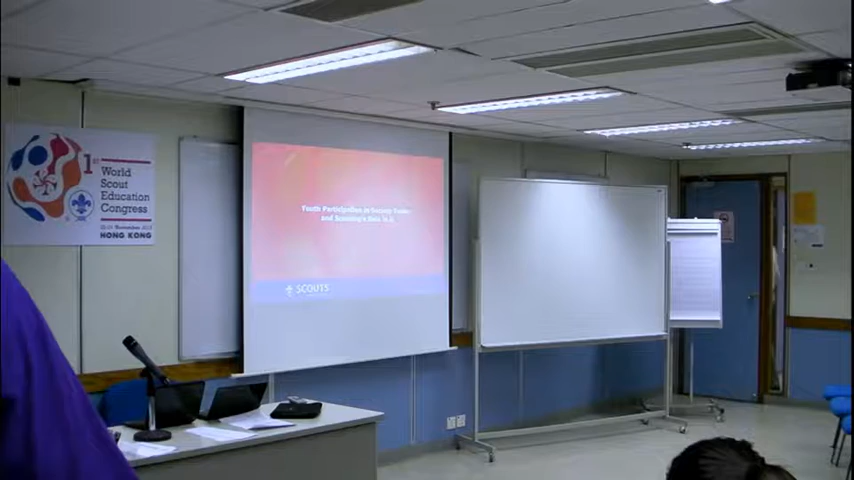 1st World
Scout
Education
Congress
HONG KONG
Youth Participation in Society Today
and Scouting's Role in it
SCOUTS